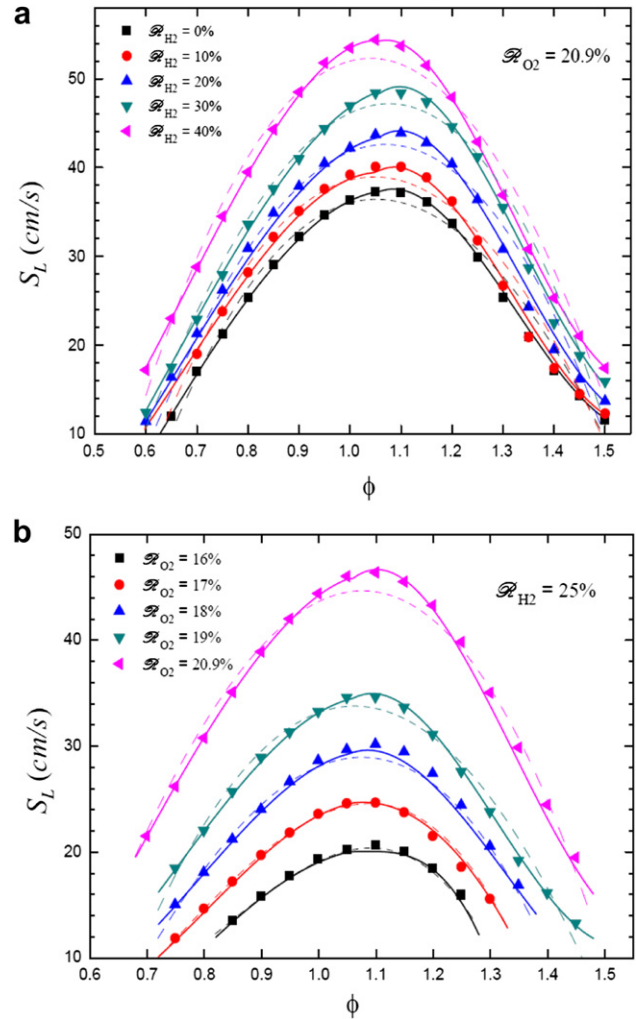 a
ℛH2 = 0%
ℛH2 = 10%
ℛH2 = 20%
ℛH2 = 30%
ℛH2 = 40%
ℛO2 = 20.9%
50
40
30
20
10
SL (cm/s)
0.5 0.6 0.7 0.8 0.9 1.0 1.1 1.2 1.3 1.4 1.5
ϕ
b
50
ℛO2 = 16%
ℛO2 = 17%
ℛO2 = 18%
ℛO2 = 19%
ℛO2 = 20.9%
ℛH2 = 25%
40
30
20
10
SL (cm/s)
0.6 0.7 0.8 0.9 1.0 1.1 1.2 1.3 1.4 1.5
ϕ